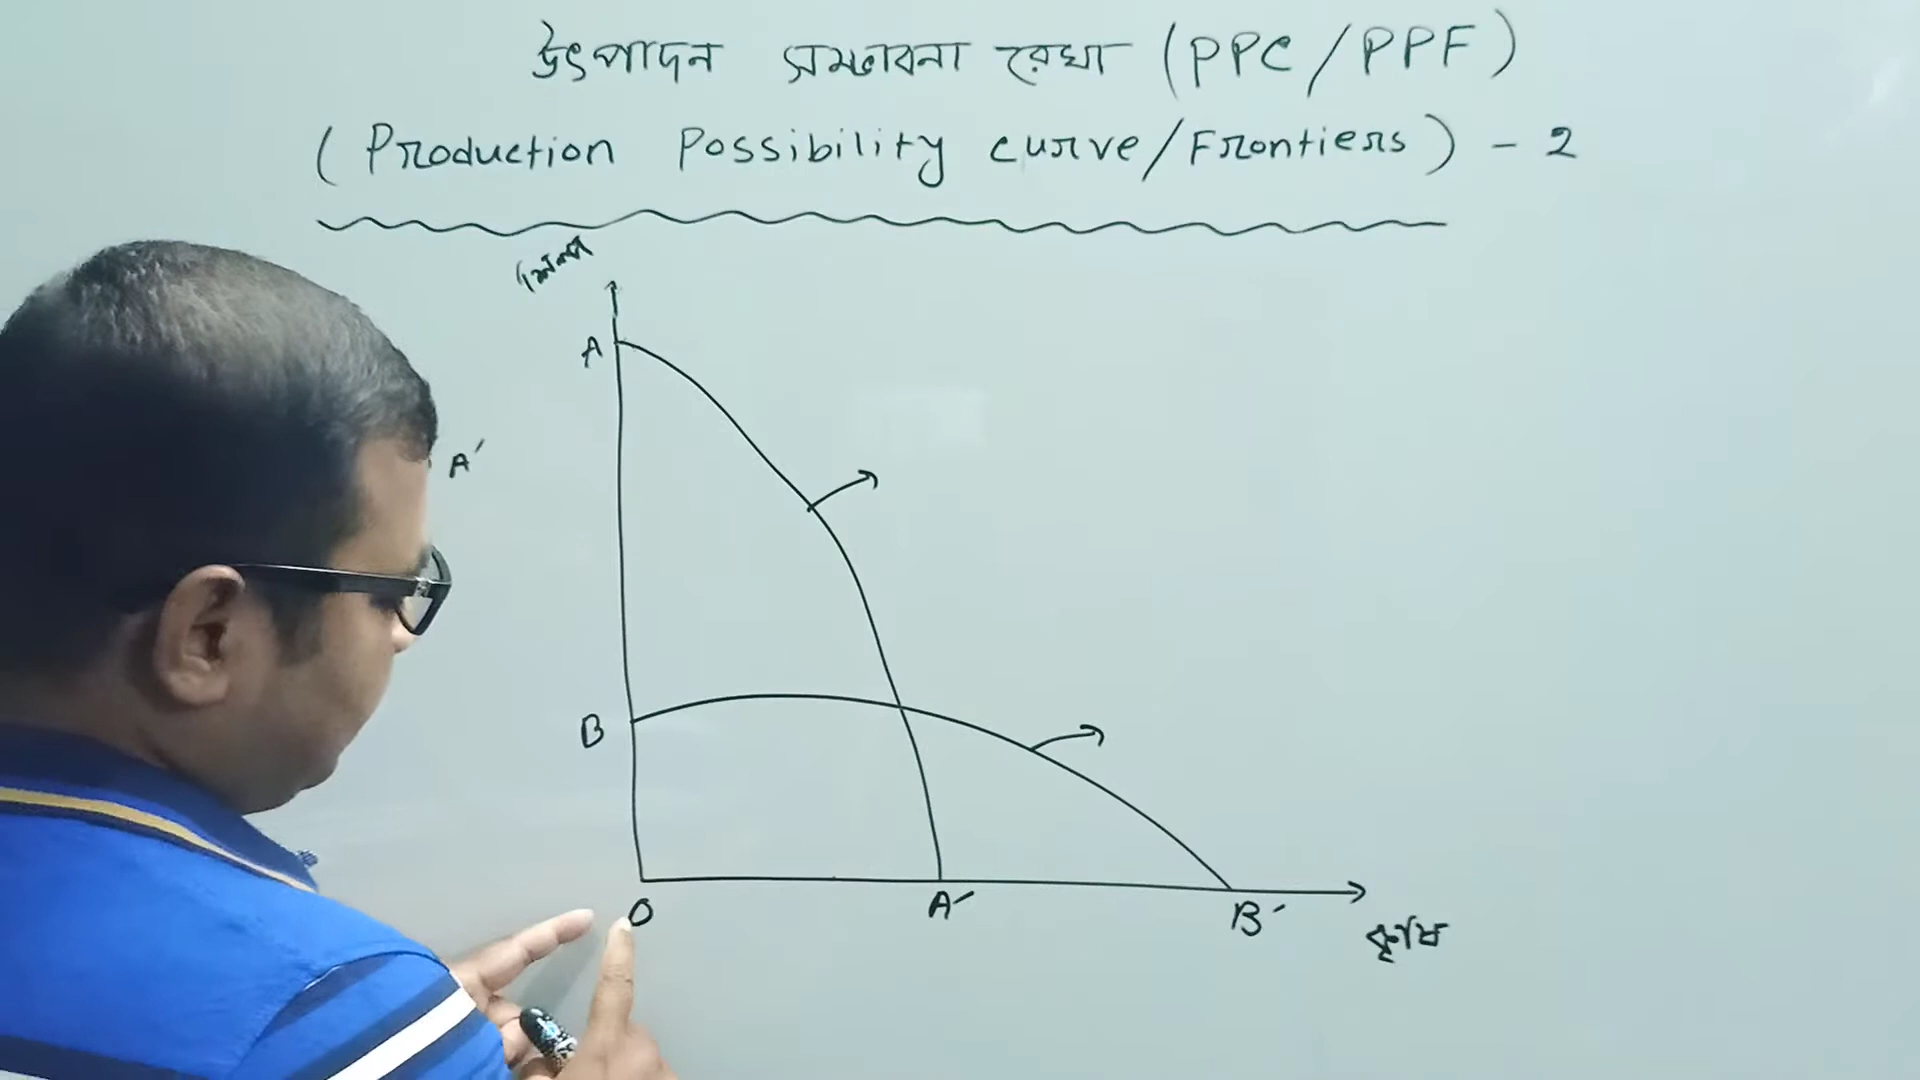 উৎপাদন সম্ভাবনা রেখা (PPC/PPF)
(Production Possibility curve/Frontiers) - 2
A
A′
B
O
A′
B′
কৃষি